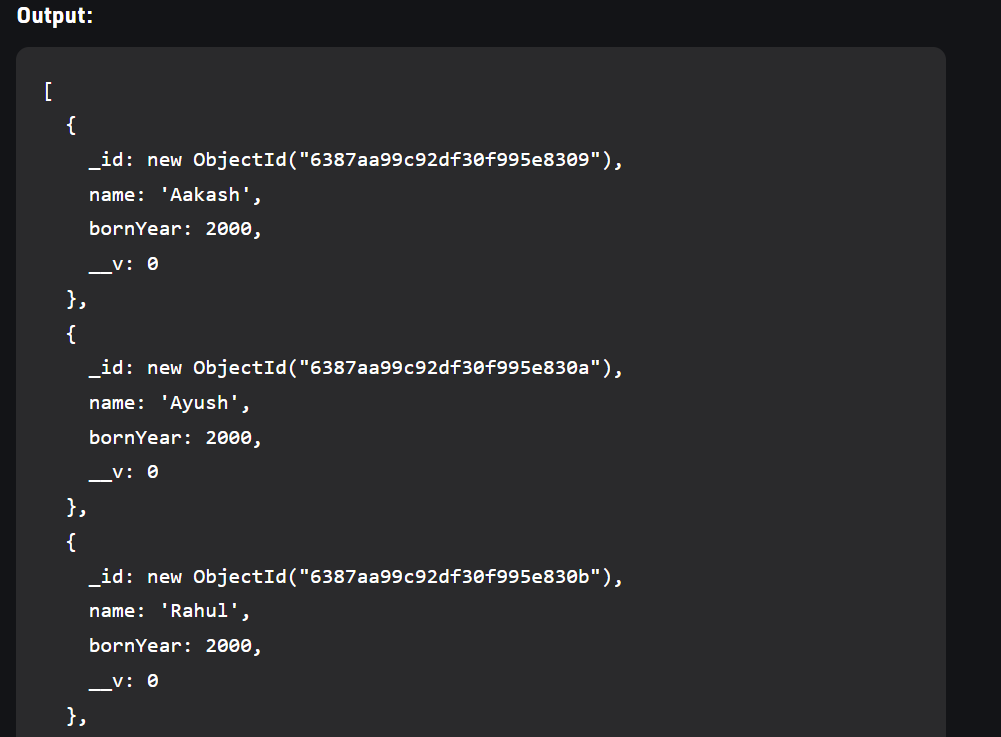 Output:
[
  {
    _id: new ObjectId("6387aa99c92df30f995e8309"),
    name: 'Aakash',
    bornYear: 2000,
    __v: 0
  },
  {
    _id: new ObjectId("6387aa99c92df30f995e830a"),
    name: 'Ayush',
    bornYear: 2000,
    __v: 0
  },
  {
    _id: new ObjectId("6387aa99c92df30f995e830b"),
    name: 'Rahul',
    bornYear: 2000,
    __v: 0
  },